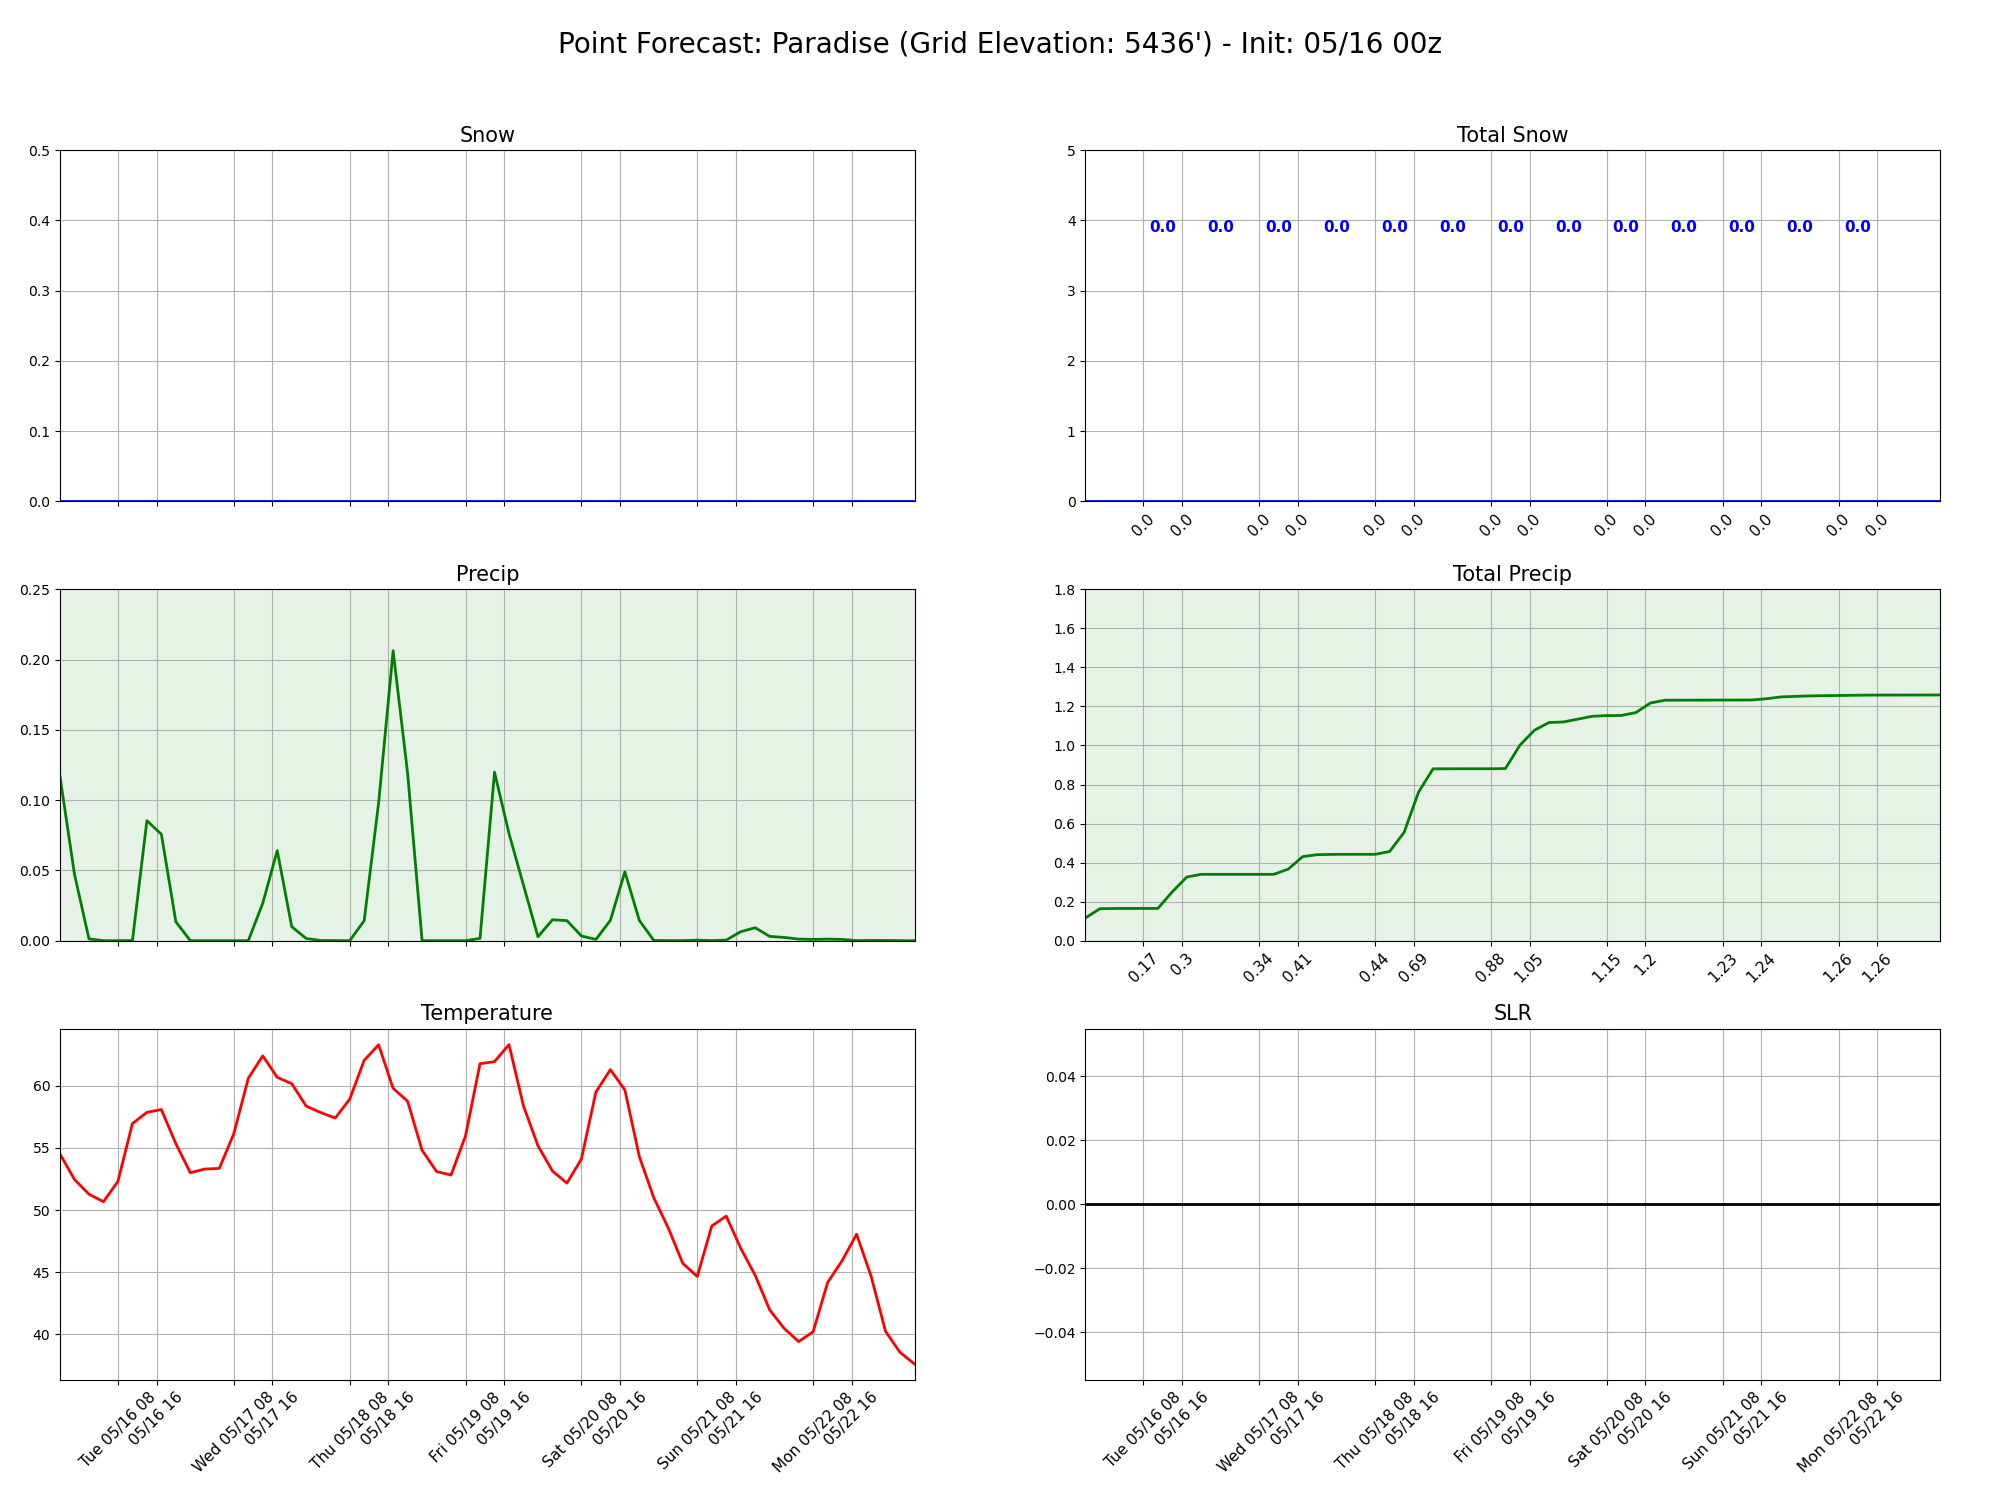 Point Forecast: Paradise (Grid Elevation: 5436') - Init: 05/16 00z
Snow
0.5
0.4
0.3
0.2
0.1
0.0
Total Snow
5
4
3
2
1
0
0.0 0.0 0.0 0.0 0.0 0.0 0.0 0.0 0.0 0.0 0.0 0.0 0.0
0.0 0.0 0.0 0.0 0.0 0.0 0.0 0.0 0.0 0.0 0.0 0.0 0.0 0.0
Precip
0.25
0.20
0.15
0.10
0.05
0.00
Total Precip
1.8
1.6
1.4
1.2
1.0
0.8
0.6
0.4
0.2
0.0
0.17 0.3 0.34 0.41 0.44 0.69 0.88 1.05 1.15 1.2 1.23 1.24 1.26 1.26
Temperature
60
55
50
45
40
Tue 05/16 08
05/16 16
Wed 05/17 08
05/17 16
Thu 05/18 08
05/18 16
Fri 05/19 08
05/19 16
Sat 05/20 08
05/20 16
Sun 05/21 08
05/21 16
Mon 05/22 08
05/22 16
SLR
0.04
0.02
0.00
−0.02
−0.04
Tue 05/16 08
05/16 16
Wed 05/17 08
05/17 16
Thu 05/18 08
05/18 16
Fri 05/19 08
05/19 16
Sat 05/20 08
05/20 16
Sun 05/21 08
05/21 16
Mon 05/22 08
05/22 16